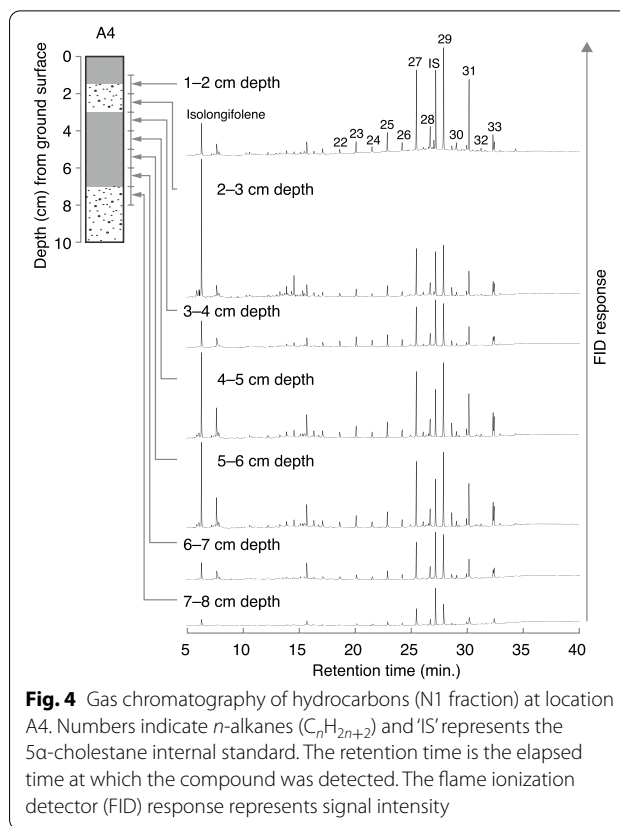 A4
0
2
4
6
8
10
Depth (cm) from ground surface
1–2 cm depth
Isolongifolene
22
23
24
25
26
27
28
IS
29
30
31
32
33
2–3 cm depth
3–4 cm depth
4–5 cm depth
5–6 cm depth
6–7 cm depth
7–8 cm depth
FID response
5 10 15 20 25 30 35 40
Retention time (min.)
Fig. 4 Gas chromatography of hydrocarbons (N1 fraction) at location
A4. Numbers indicate n-alkanes (CnH2n+2) and ‘IS’ represents the
5α-cholestane internal standard. The retention time is the elapsed
time at which the compound was detected. The flame ionization
detector (FID) response represents signal intensity